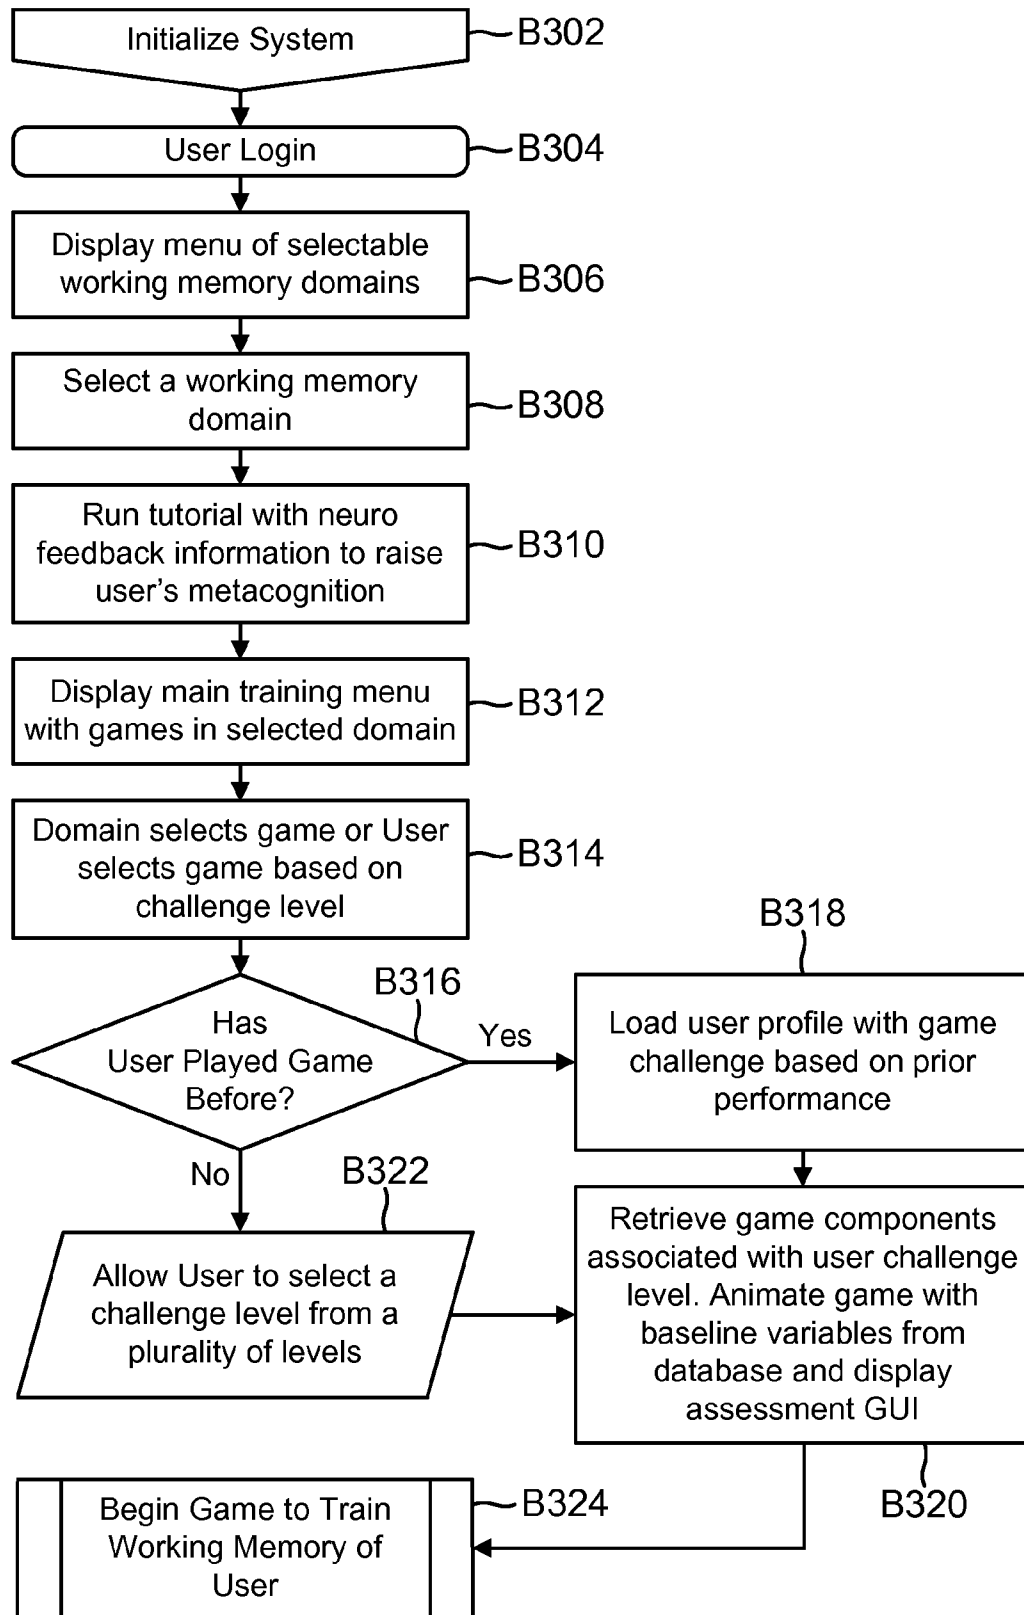 Initialize System
B302
User Login
B304
Display menu of selectable
working memory domains
B306
Select a working memory
domain
B308
Run tutorial with neuro
feedback information to raise
user's metacognition
B310
Display main training menu
with games in selected domain
B312
Domain selects game or User
selects game based on
challenge level
B314
Has
User Played Game
Before?
B316
Yes
B318
Load user profile with game
challenge based on prior
performance
No
B322
Allow User to select a
challenge level from a
plurality of levels
Retrieve game components
associated with user challenge
level. Animate game with
baseline variables from
database and display
assessment GUI
B320
Begin Game to Train
Working Memory of
User
B324